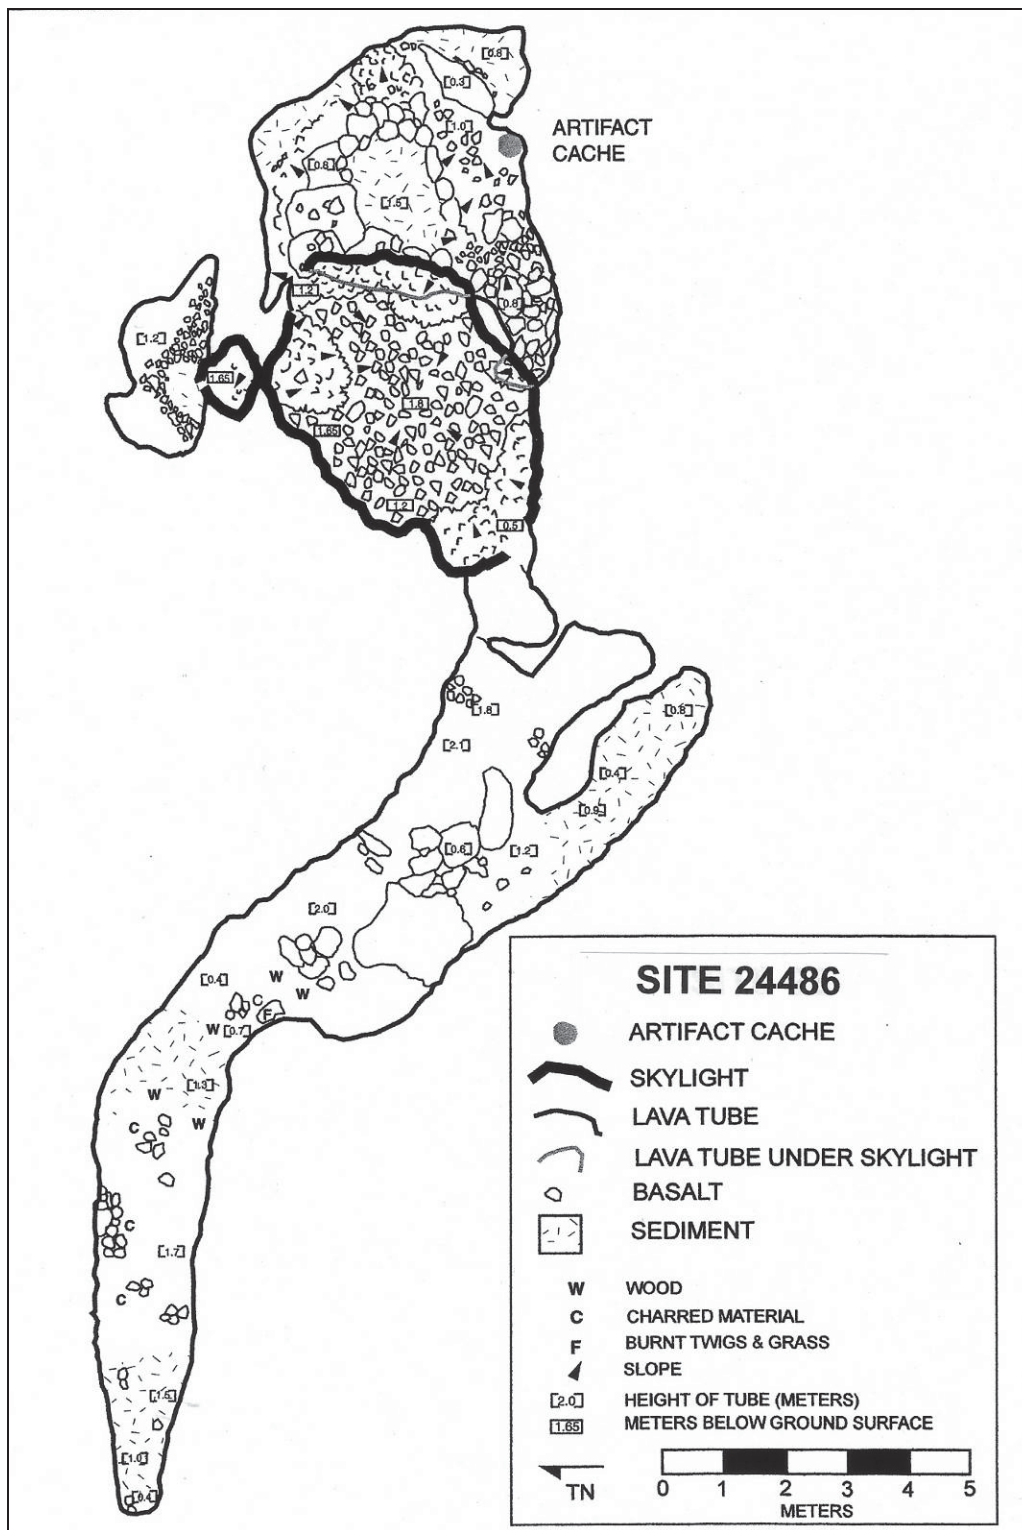 [0.8]
[0.3]
[1.0]
ARTIFACT
CACHE
[0.8]
[1.5]
1.2
[0.8]
[1.2]
1.65
1.8
1.65
1.2
0.5
[1.8]
[0.8]
[2.1]
[0.4]
[0.9]
[0.6]
[1.2]
[2.0]
W
[0.4]
W
C
F
W
[0.7]
[1.3]
W
W
C
C
[1.7]
C
[1.5]
[1.0]
[0.4]
SITE 24486
ARTIFACT CACHE
SKYLIGHT
LAVA TUBE
LAVA TUBE UNDER SKYLIGHT
BASALT
SEDIMENT
W WOOD
C CHARRED MATERIAL
F BURNT TWIGS & GRASS
SLOPE
[2.0] HEIGHT OF TUBE (METERS)
1.65 METERS BELOW GROUND SURFACE
TN
0 1 2 3 4 5
METERS